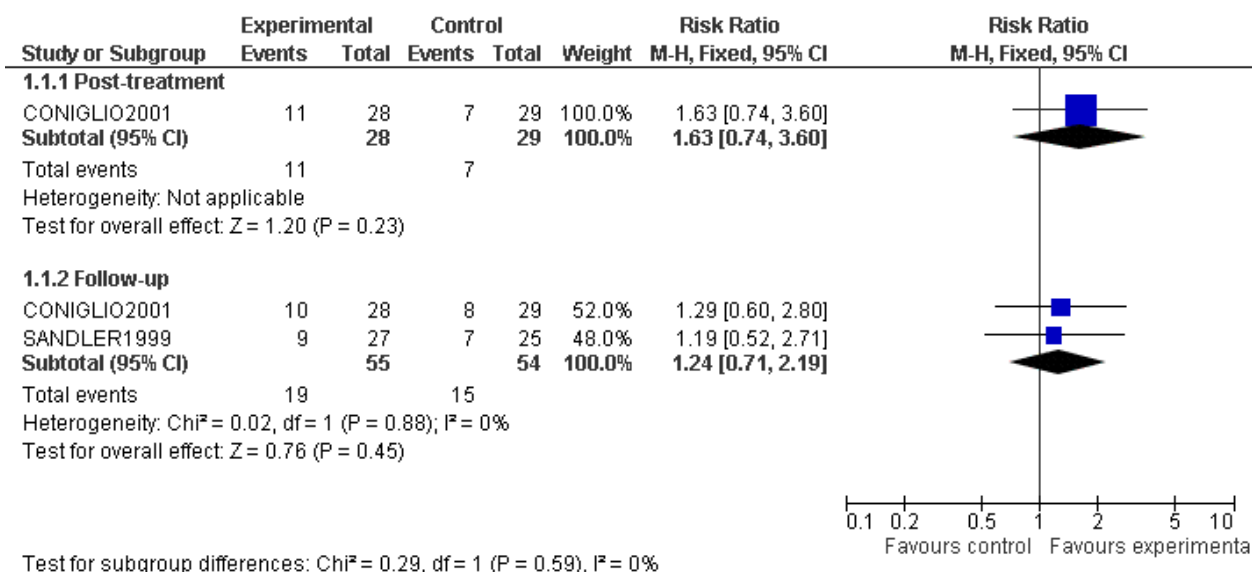 Experimental Control Risk Ratio Risk Ratio
Study or Subgroup Events Total Events Total Weight M-H, Fixed, 95% CI M-H, Fixed, 95% CI
1.1.1 Post-treatment
CONIGLIO2001 11 28 7 29 100.0% 1.63 [0.74, 3.60]
Subtotal (95% CI) 28 29 100.0% 1.63 [0.74, 3.60]
Total events 11 7
Heterogeneity: Not applicable
Test for overall effect: Z = 1.20 (P = 0.23)
1.1.2 Follow-up
CONIGLIO2001 10 28 8 29 52.0% 1.29 [0.60, 2.80]
SANDLER1999 9 27 7 25 48.0% 1.19 [0.52, 2.71]
Subtotal (95% CI) 55 54 100.0% 1.24 [0.71, 2.19]
Total events 19 15
Heterogeneity: Chi² = 0.02, df = 1 (P = 0.88); I² = 0%
Test for overall effect: Z = 0.76 (P = 0.45)
0.1 0.2 0.5 1 2 5 10
Favours control Favours experimenta
Test for subgroup differences: Chi² = 0.29, df = 1 (P = 0.59), I² = 0%